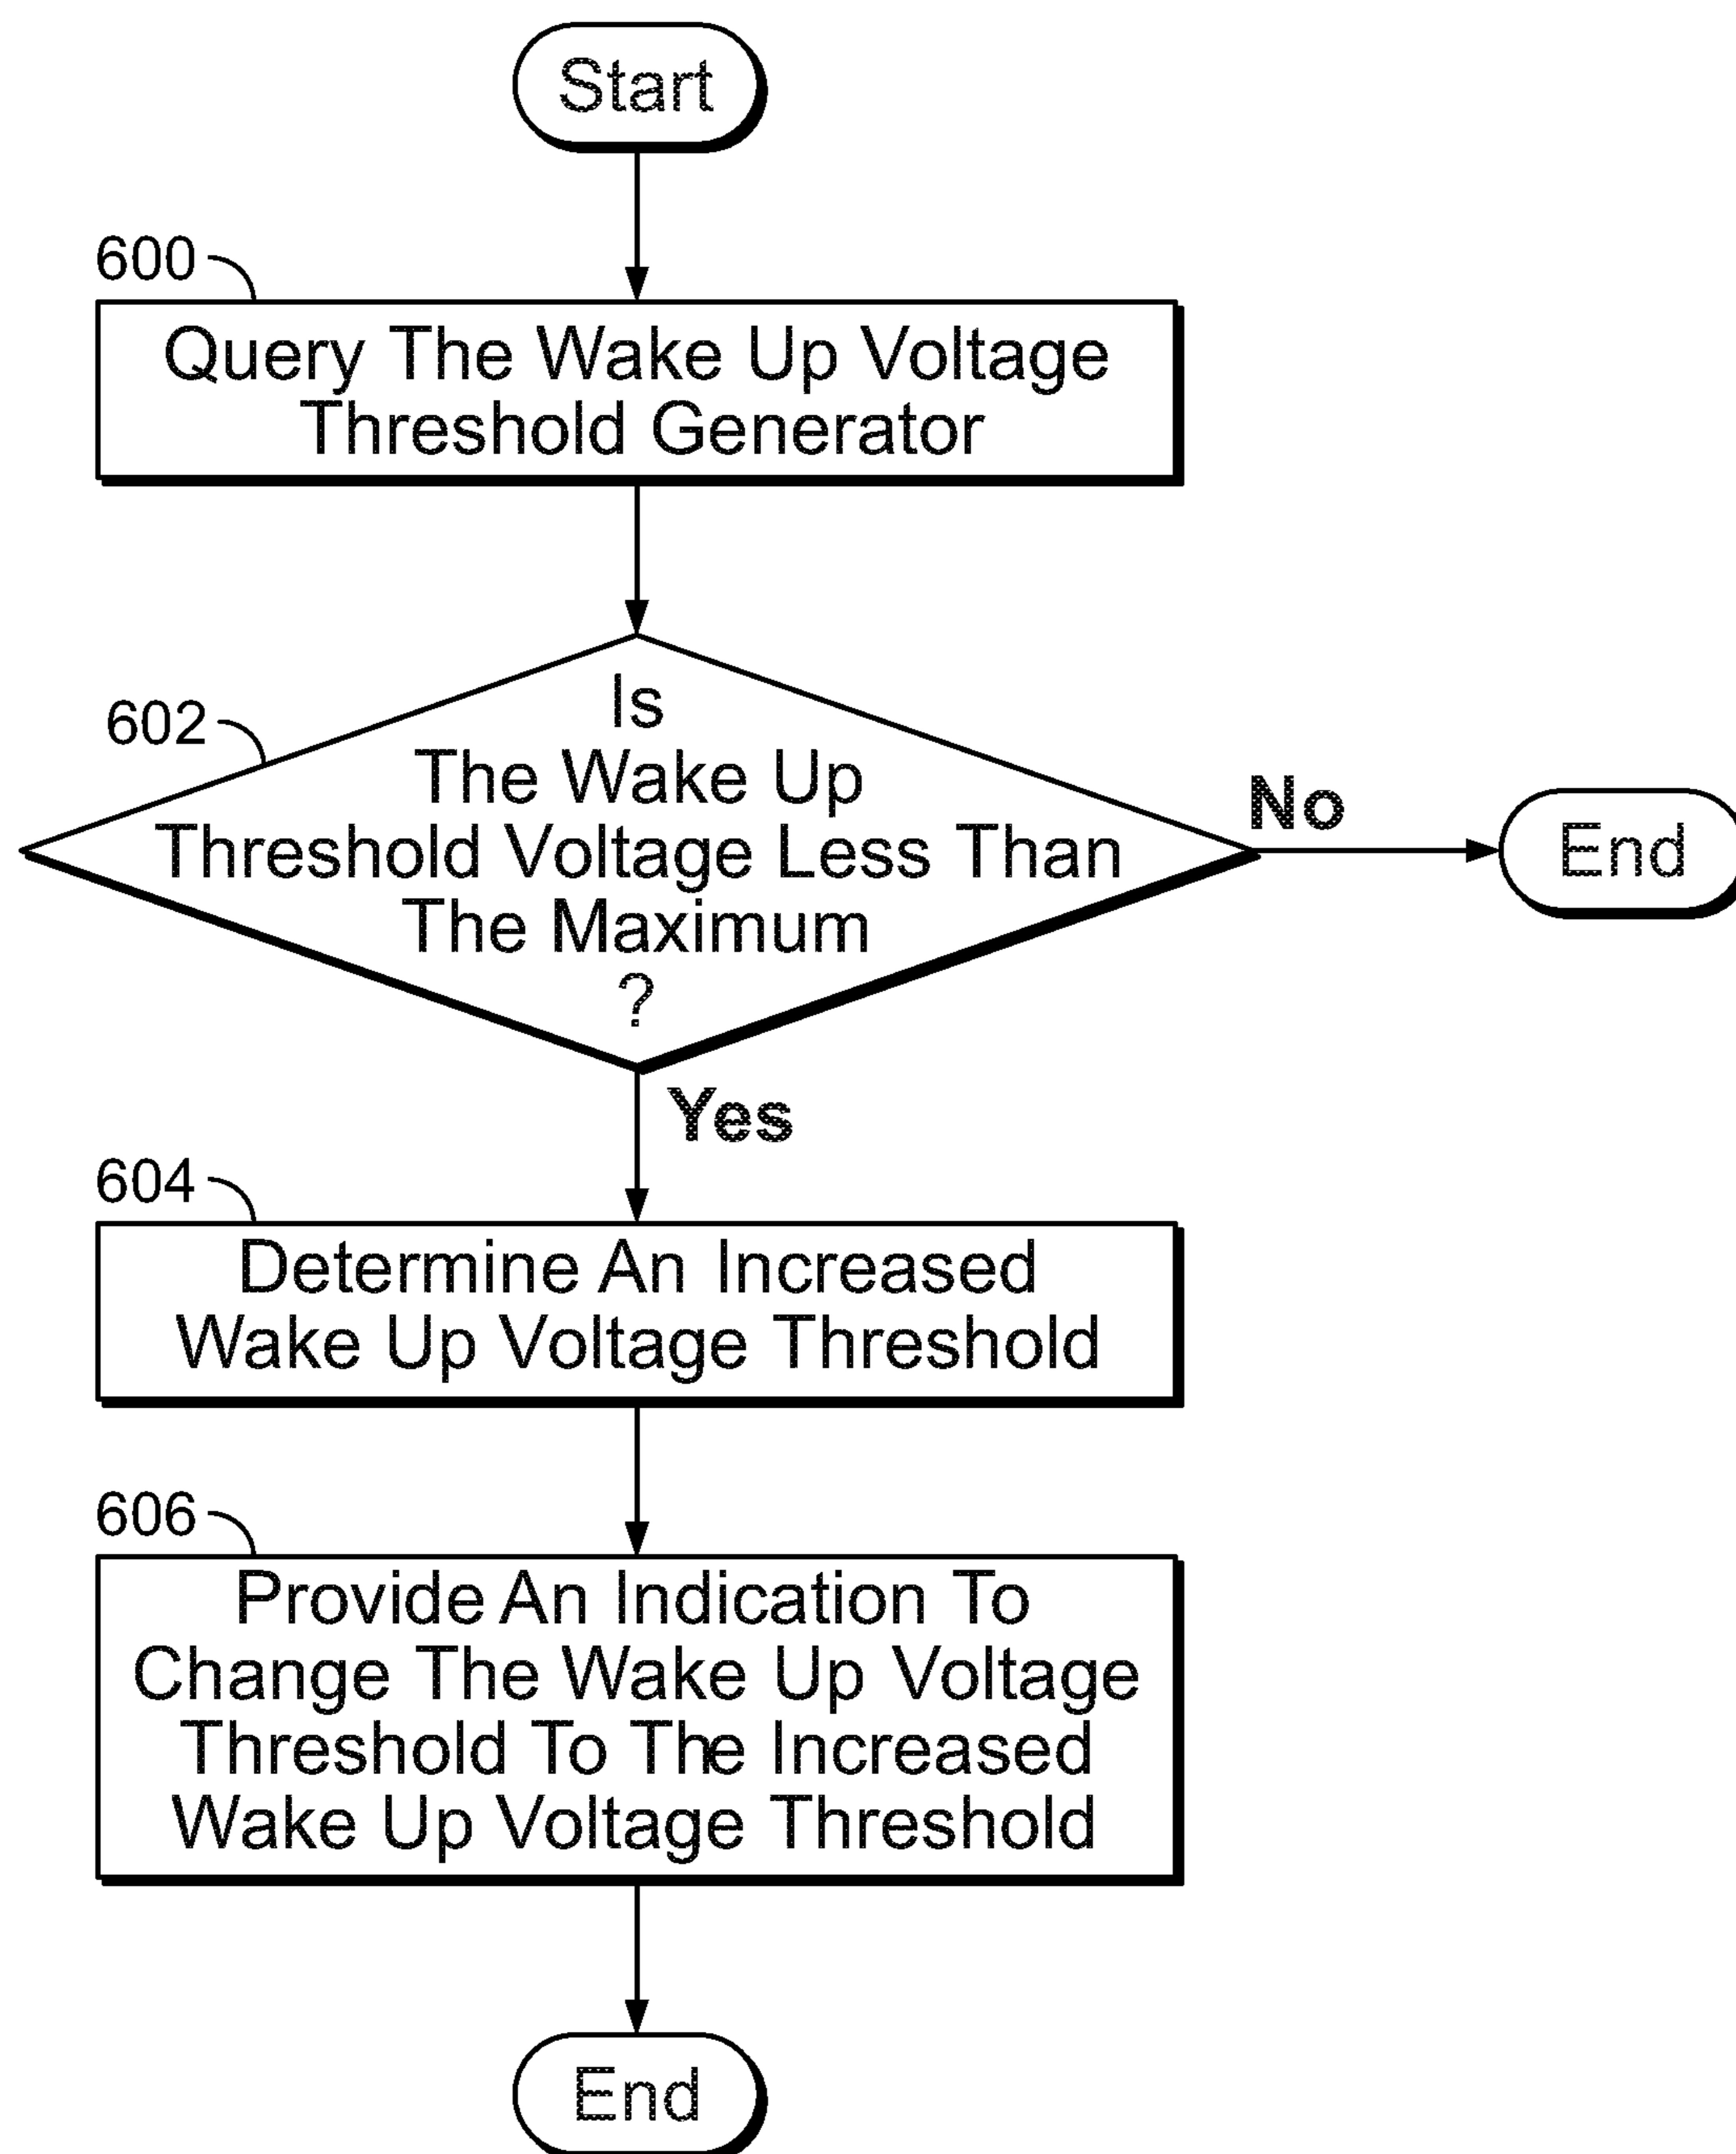 Start
600
Query The Wake Up Voltage
Threshold Generator
602
Is
The Wake Up
Threshold Voltage Less Than
The Maximum
?
No
End
Yes
604
Determine An Increased
Wake Up Voltage Threshold
606
Provide An Indication To
Change The Wake Up Voltage
Threshold To The Increased
Wake Up Voltage Threshold
End